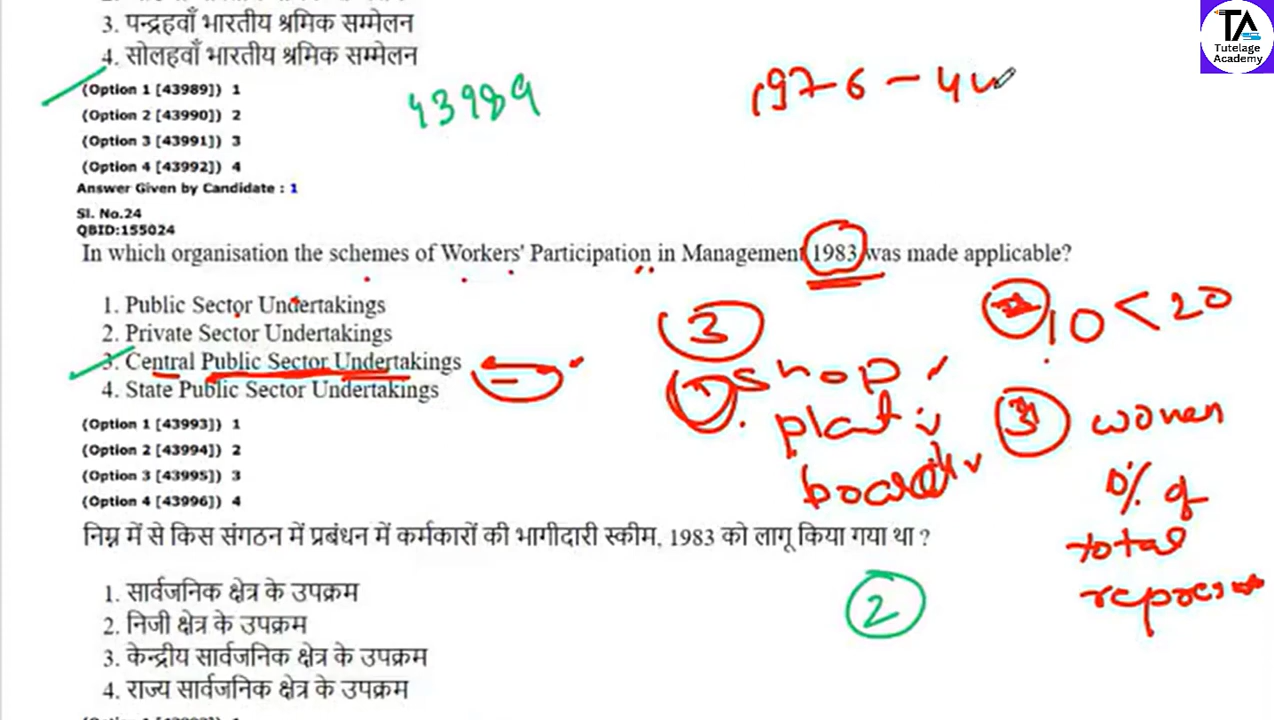 3. पन्द्रहवाँ भारतीय श्रमिक सम्मेलन
4. सोलहवाँ भारतीय श्रमिक सम्मेलन
(Option 1 [43989]) 1
(Option 2 [43990]) 2
(Option 3 [43991]) 3
(Option 4 [43992]) 4
Answer Given by Candidate : 1
43989
1976 - 4
TA
Tutelage
Academy
Sl. No.24
QBID:155024
In which organisation the schemes of Workers' Participation in Management 1983 was made applicable?
1. Public Sector Undertakings
2. Private Sector Undertakings
3. Central Public Sector Undertakings
4. State Public Sector Undertakings
(Option 1 [43993]) 1
(Option 2 [43994]) 2
(Option 3 [43995]) 3
(Option 4 [43996]) 4
3
shop
plat
board
10 < 20
3 women
10% of
total
repres
निम्न में से किस संगठन में प्रबंधन में कर्मकारों की भागीदारी स्कीम, 1983 को लागू किया गया था ?
1. सार्वजनिक क्षेत्र के उपक्रम
2. निजी क्षेत्र के उपक्रम
3. केन्द्रीय सार्वजनिक क्षेत्र के उपक्रम
4. राज्य सार्वजनिक क्षेत्र के उपक्रम
2